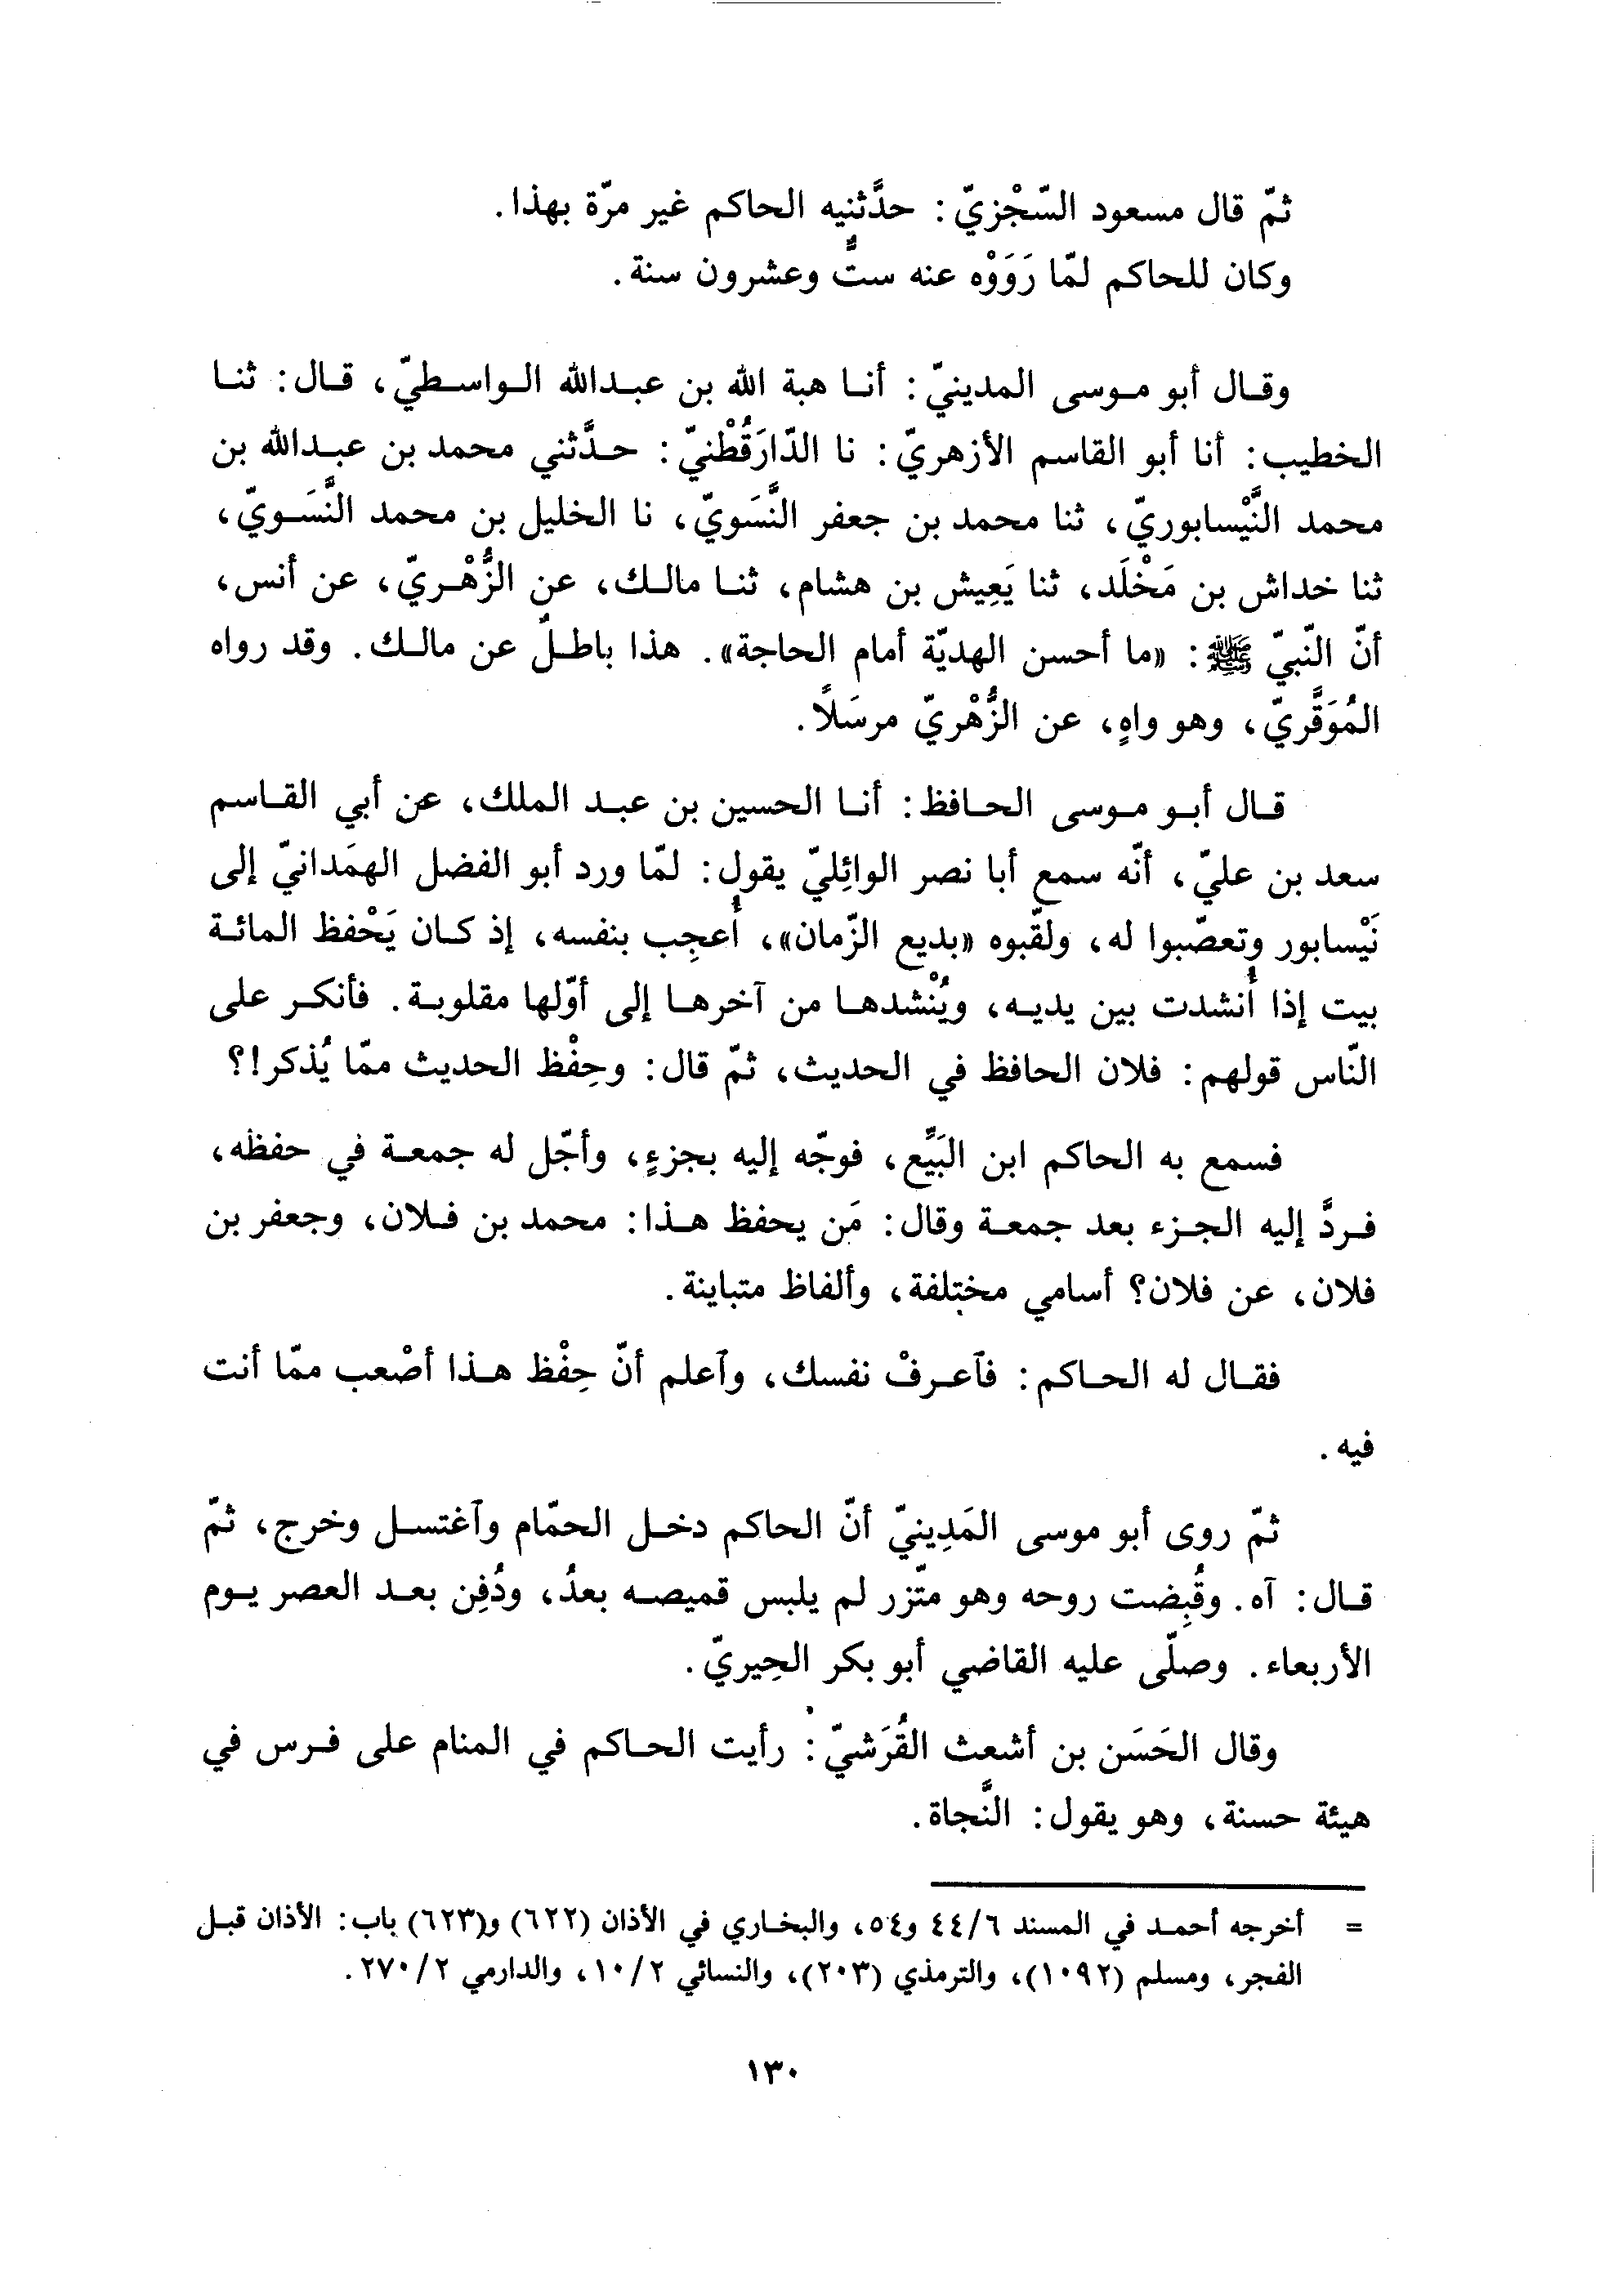 ثمّ قال مسعود السّجْزيّ: حدَّثنيه الحاكم غير مرّة بهذا.
وكان للحاكم لمّا رَوَوْه عنه ستٌّ وعشرون سنة.
وقال أبو موسى المدينيّ: أنا هبة الله بن عبدالله الواسطيّ، قال: ثنا
الخطيب: أنا أبو القاسم الأزهريّ: نا الدّارَقُطْنيّ: حدَّثني محمد بن عبدالله بن
محمد النَّيْسابوريّ، ثنا محمد بن جعفر النَّسَويّ، نا الخليل بن محمد النَّسَويّ،
ثنا خداش بن مَخْلَد، ثنا يَعِيش بن هشام، ثنا مالك، عن الزُّهْريّ، عن أنس،
أنّ النّبيّ ﷺ: «ما أحسن الهديّة أمام الحاجة». هذا باطلٌ عن مالك. وقد رواه
المُوَقَّريّ، وهو واهٍ، عن الزُّهْريّ مرسَلًا.
قال أبو موسى الحافظ: أنا الحسين بن عبد الملك، عن أبي القاسم
سعد بن عليّ، أنّه سمع أبا نصر الوائِليّ يقول: لمّا ورد أبو الفضل الهمَدانيّ إلى
نَيْسابور وتعصّبوا له، ولقّبوه «بديع الزّمان»، أُعجِب بنفسه، إذ كان يَحْفظ المائة
بيت إذا أُنشدت بين يديه، ويُنْشدها من آخرها إلى أوّلها مقلوبة. فأنكر على
النّاس قولهم: فلان الحافظ في الحديث، ثمّ قال: وحِفْظ الحديث ممّا يُذكر!؟
فسمع به الحاكم ابن البَيِّع، فوجّه إليه بجزءٍ، وأجّل له جمعة في حفظه،
فردَّ إليه الجزء بعد جمعة وقال: مَن يحفظ هذا: محمد بن فلان، وجعفر بن
فلان، عن فلان؟ أسامي مختلفة، وألفاظ متباينة.
فقال له الحاكم: فٱعرفْ نفسك، وٱعلم أنّ حِفْظ هذا أصْعب ممّا أنت
فيه.
ثمّ روى أبو موسى المَدِينيّ أنّ الحاكم دخل الحمّام وٱغتسل وخرج، ثمّ
قال: آه. وقُبِضت روحه وهو متّزر لم يلبس قميصه بعدُ، ودُفِن بعد العصر يوم
الأربعاء. وصلّى عليه القاضي أبو بكر الحِيريّ.
وقال الحَسَن بن أشعث القُرَشيّ: رأيت الحاكم في المنام على فرس في
هيئة حسنة، وهو يقول: النَّجاة.
= أخرجه أحمد في المسند ٤٤/٦ و٥٤، والبخاري في الأذان (٦٢٢) و(٦٢٣) باب: الأذان قبل
الفجر، ومسلم (١٠٩٢)، والترمذي (٢٠٣)، والنسائي ١٠/٢، والدارمي ٢٧٠/٢.
١٣٠